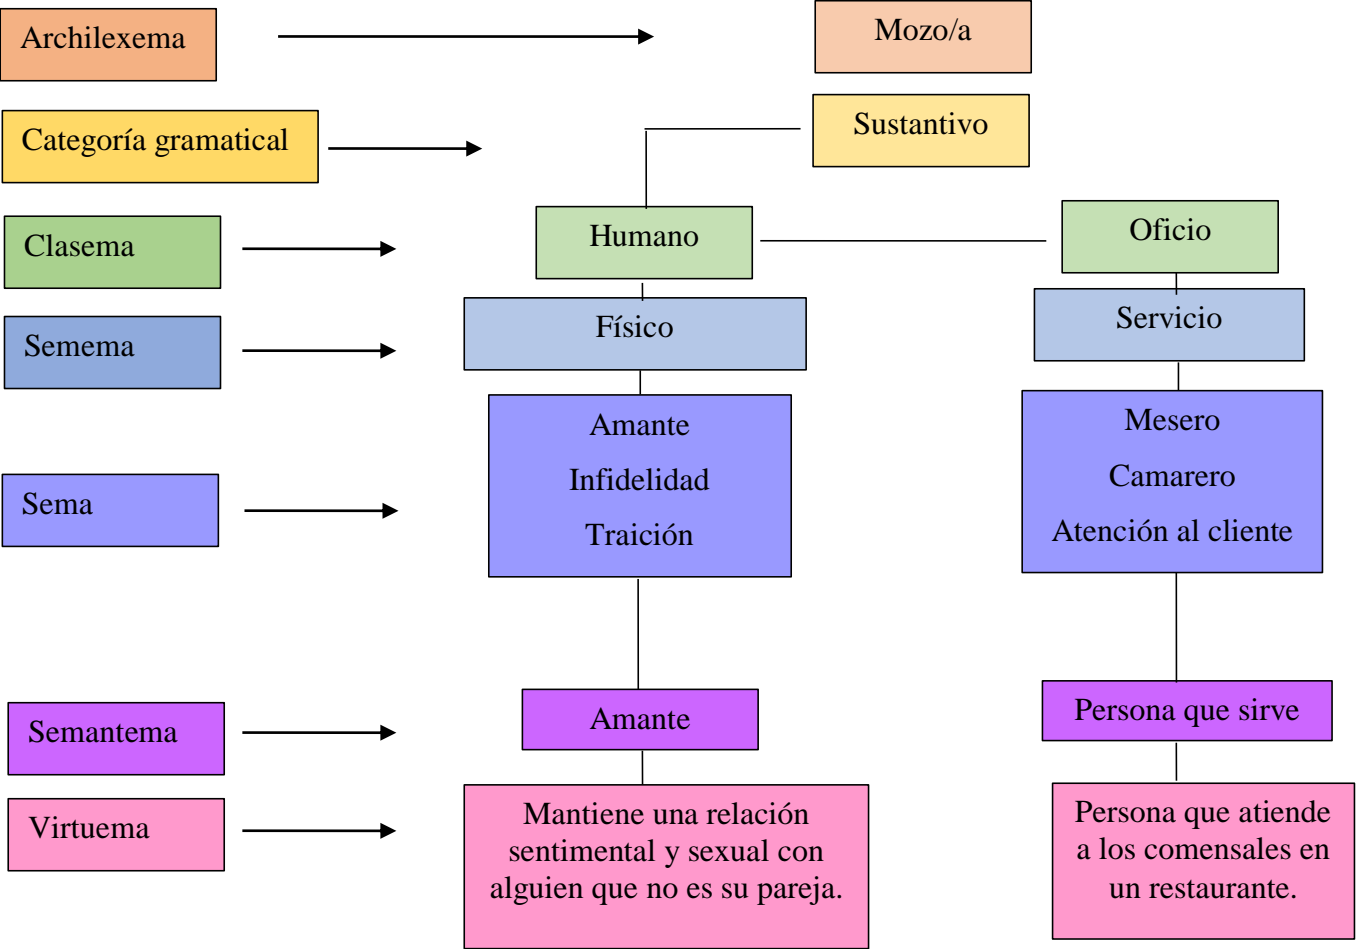 Archilexema
Mozo/a
Categoría gramatical
Sustantivo
Clasema
Humano
Oficio
Semema
Físico
Servicio
Sema
Amante
Infidelidad
Traición
Mesero
Camarero
Atención al cliente
Semantema
Amante
Persona que sirve
Virtuema
Mantiene una relación
sentimental y sexual con
alguien que no es su pareja.
Persona que atiende
a los comensales en
un restaurante.